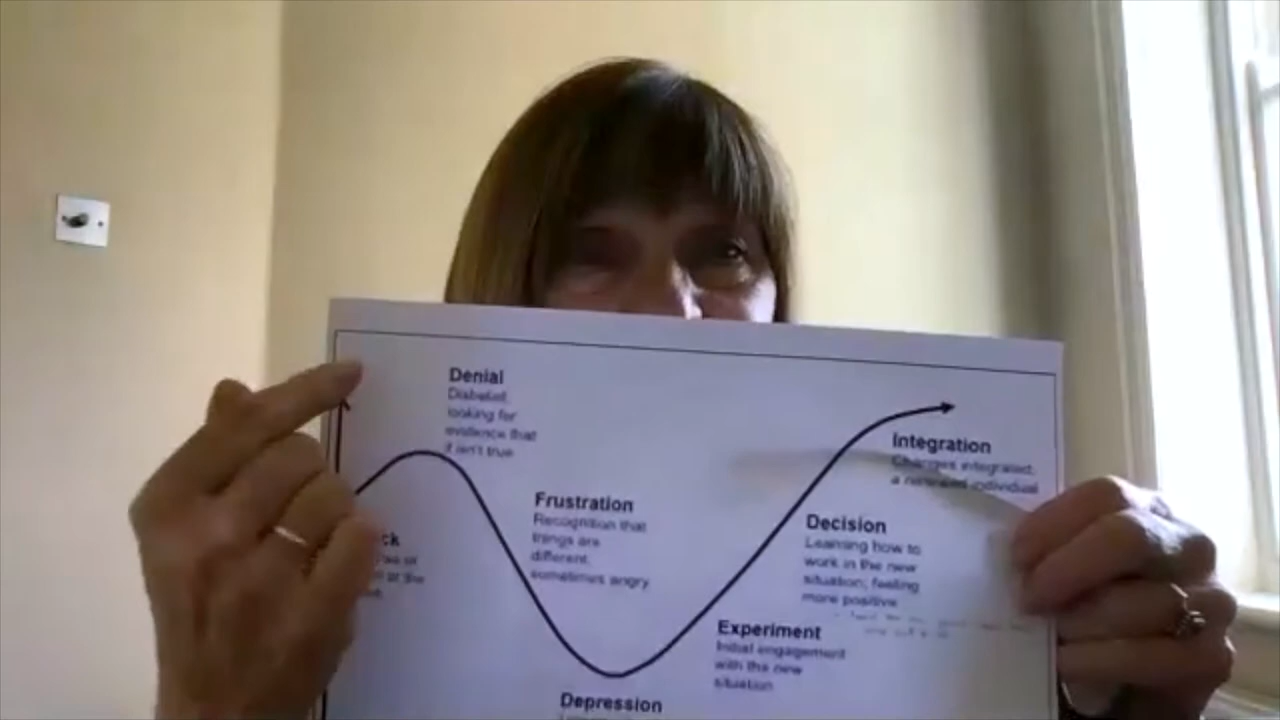 Denial
Disbelief;
looking for
evidence that
it isn't true
Frustration
Recognition that
things are
different;
sometimes angry
ck
Depression
Experiment
Initial engagement
with the new
situation
Decision
Learning how to
work in the new
situation; feeling
more positive
Integration
Changes integrated;
a renewed individual